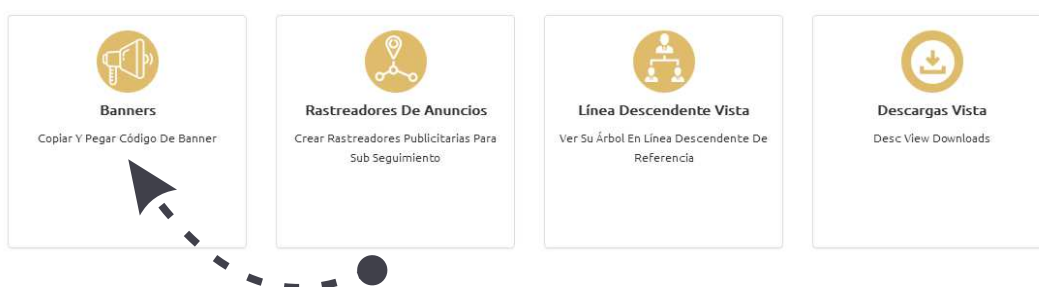 Banners
Copiar Y Pegar Código De Banner
Rastreadores De Anuncios
Crear Rastreadores Publicitarias Para
Sub Seguimiento
Línea Descendente Vista
Ver Su Árbol En Línea Descendente De
Referencia
Descargas Vista
Desc View Downloads